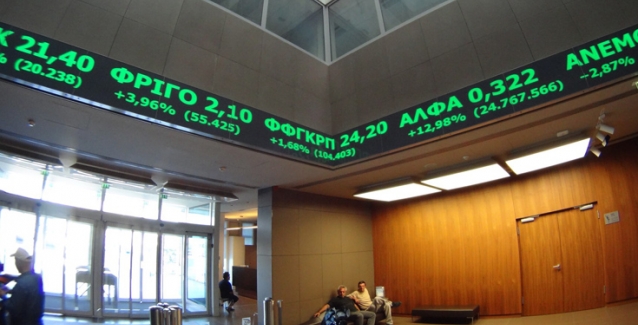 Κ 21,40
% (20.238)
ΦΡΙΓΟ 2,10
+3,96% (55.425)
ΦΦΓΚΡΠ 24,20
+1,68% (104.403)
ΑΛΦΑ 0,322
+12,98% (24.767.566)
ΑΝΕΜΟ
-2,87%